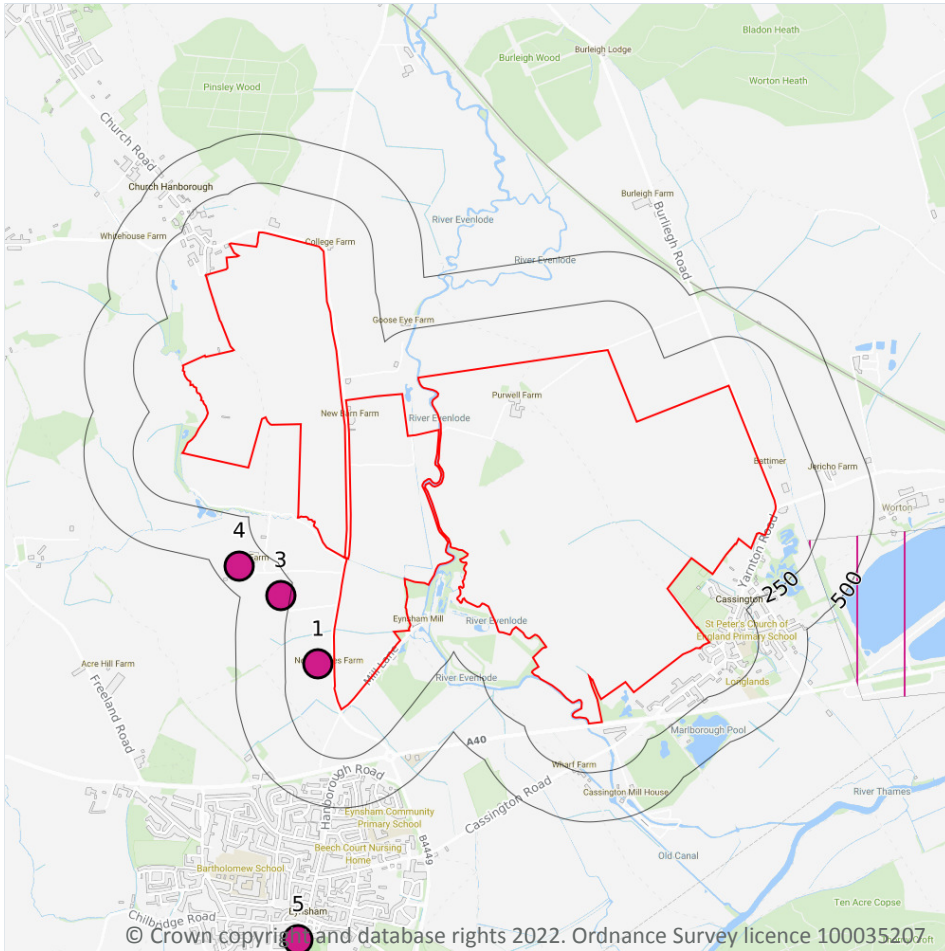 Bladon Heath
Burleigh Lodge
Burleigh Wood
Worton Heath
Pinsley Wood
Church Road
Church Hanborough
Burleigh Farm
River Evenlode
Whitehouse Farm
College Farm
River Evenlode
Burliegh Road
Goose Eye Farm
Purwell Farm
New Barn Farm
River Evenlode
Battimer
Jericho Farm
Worton
4
Farm
3
Yarnton Road
250
500
Cassington
Eynsham Mill
River Evenlode
St Peter's Church of
England Primary School
1
Acre Hill Farm
Mill Lane
River Evenlode
Longlands
Freeland Road
Marlborough Pool
A40
Wharf Farm
Hanborough Road
Cassington Road
Cassington Mill House
River Thames
Eynsham Community
Primary School
Beech Court Nursing
Home
B4449
Old Canal
Bartholomew School
Ten Acre Copse
5
Chilbridge Road
Eynsham
© Crown copyright and database rights 2022. Ordnance Survey licence 100035207.